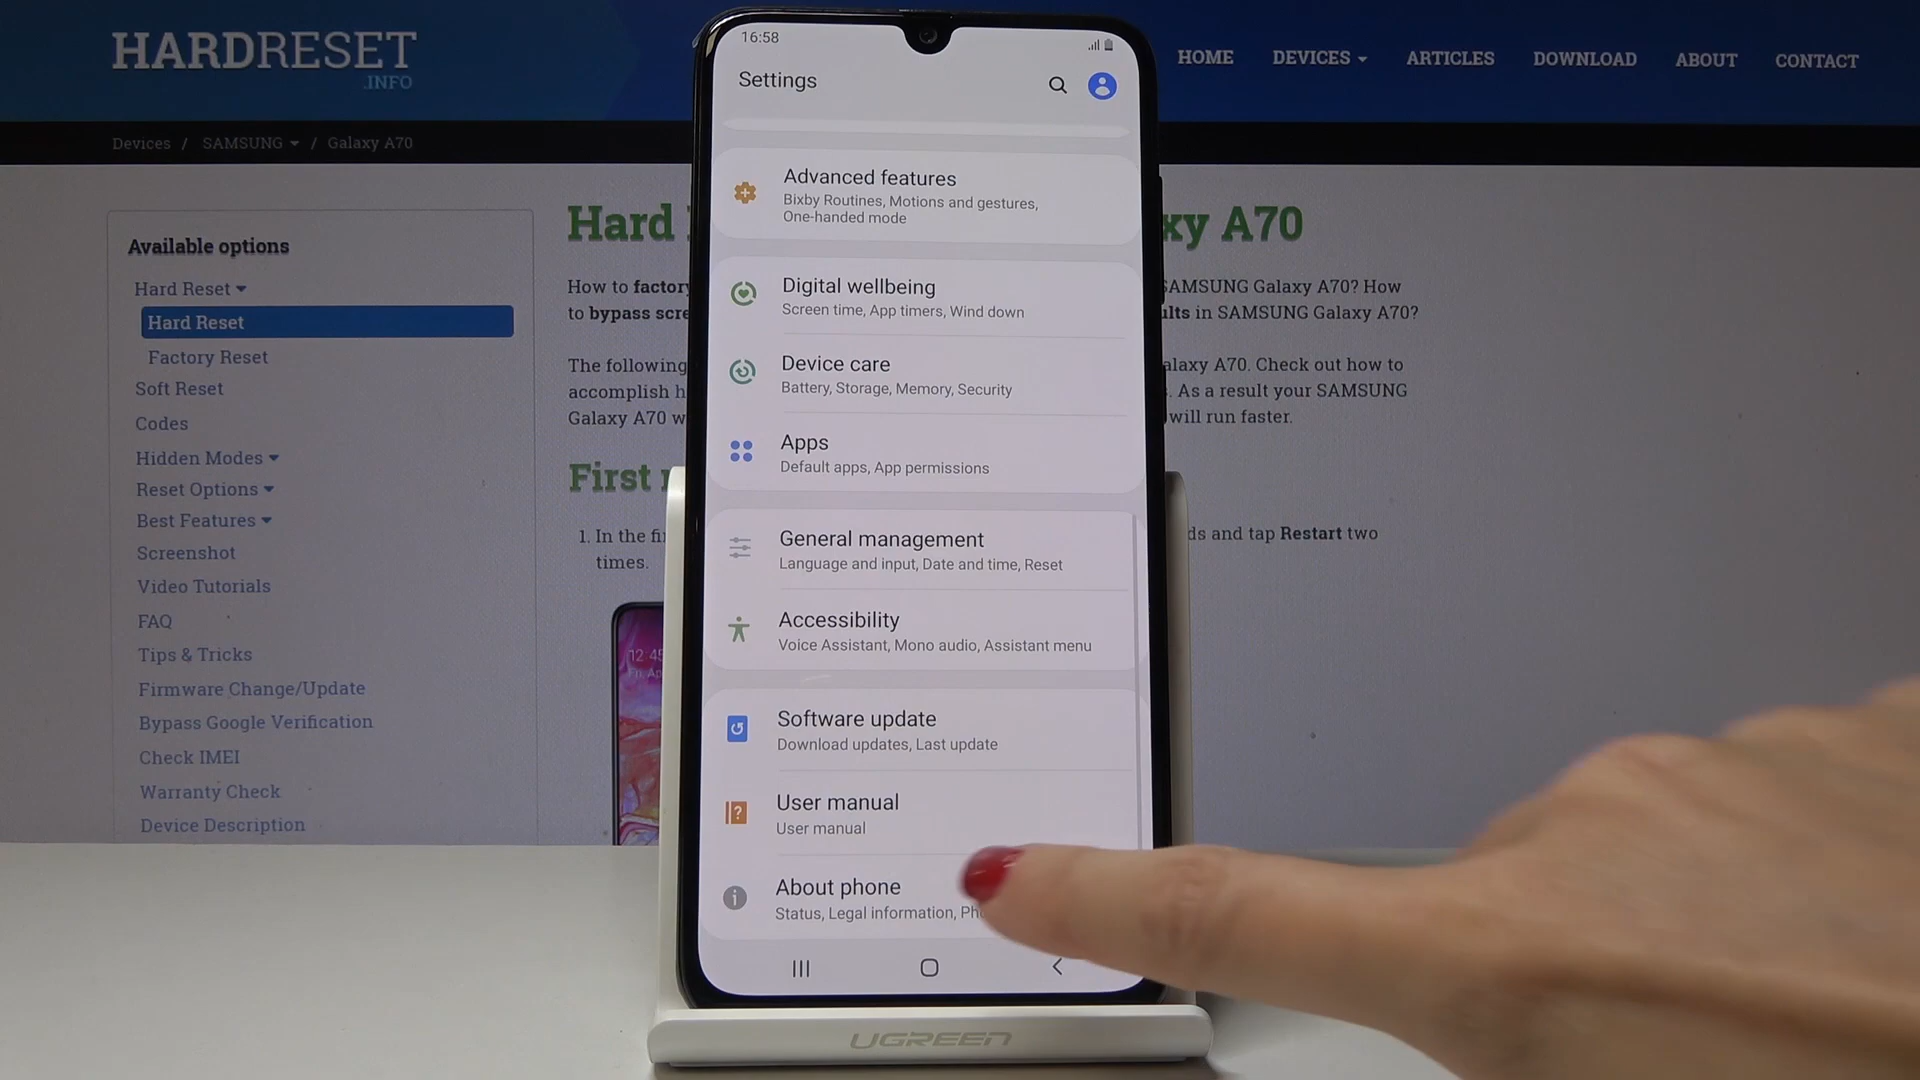 HARDRESET
.INFO
HOME
DEVICES
ARTICLES
DOWNLOAD
ABOUT
CONTACT
Devices / SAMSUNG / Galaxy A70
Available options
Hard Reset
Hard Reset
Factory Reset
Soft Reset
Codes
Hidden Modes
Reset Options
Best Features
Screenshot
Video Tutorials
FAQ
Tips & Tricks
Firmware Change/Update
Bypass Google Verification
Check IMEI
Warranty Check
Device Description
Hard
xy A70
How to factory
SAMSUNG Galaxy A70? How
to bypass scre
ults in SAMSUNG Galaxy A70?
The following
alaxy A70. Check out how to
accomplish h
. As a result your SAMSUNG
Galaxy A70 w
will run faster.
First
1. In the fi
ds and tap Restart two
times.
12 45
16:58
Settings
Advanced features
Bixby Routines, Motions and gestures,
One-handed mode
Digital wellbeing
Screen time, App timers, Wind down
Device care
Battery, Storage, Memory, Security
Apps
Default apps, App permissions
General management
Language and input, Date and time, Reset
Accessibility
Voice Assistant, Mono audio, Assistant menu
Software update
Download updates, Last update
User manual
User manual
About phone
Status, Legal information, Ph
UGREEN